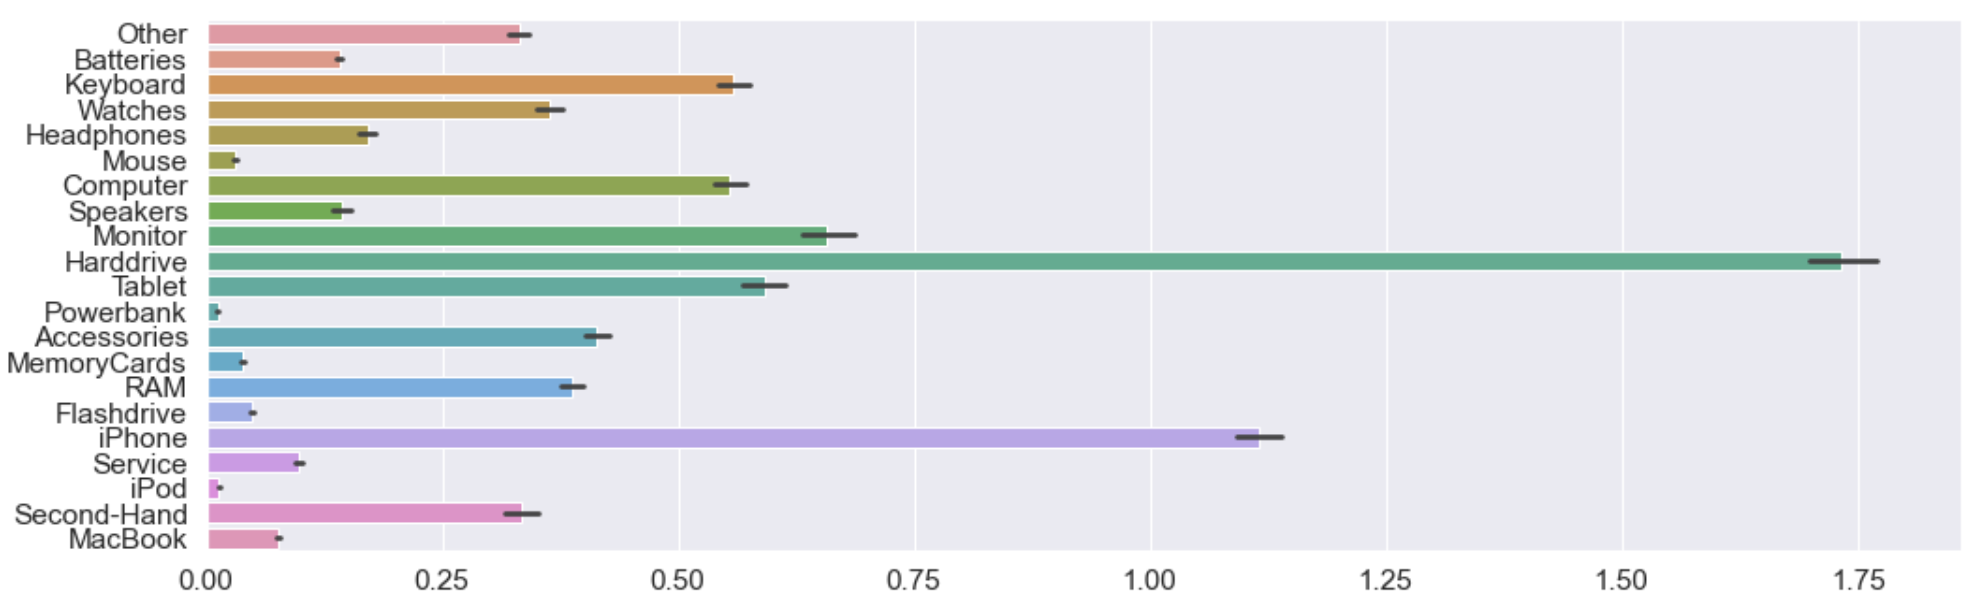 Other
Batteries
Keyboard
Watches
Headphones
Mouse
Computer
Speakers
Monitor
Harddrive
Tablet
Powerbank
Accessories
MemoryCards
RAM
Flashdrive
iPhone
Service
iPod
Second-Hand
MacBook
0.00 0.25 0.50 0.75 1.00 1.25 1.50 1.75